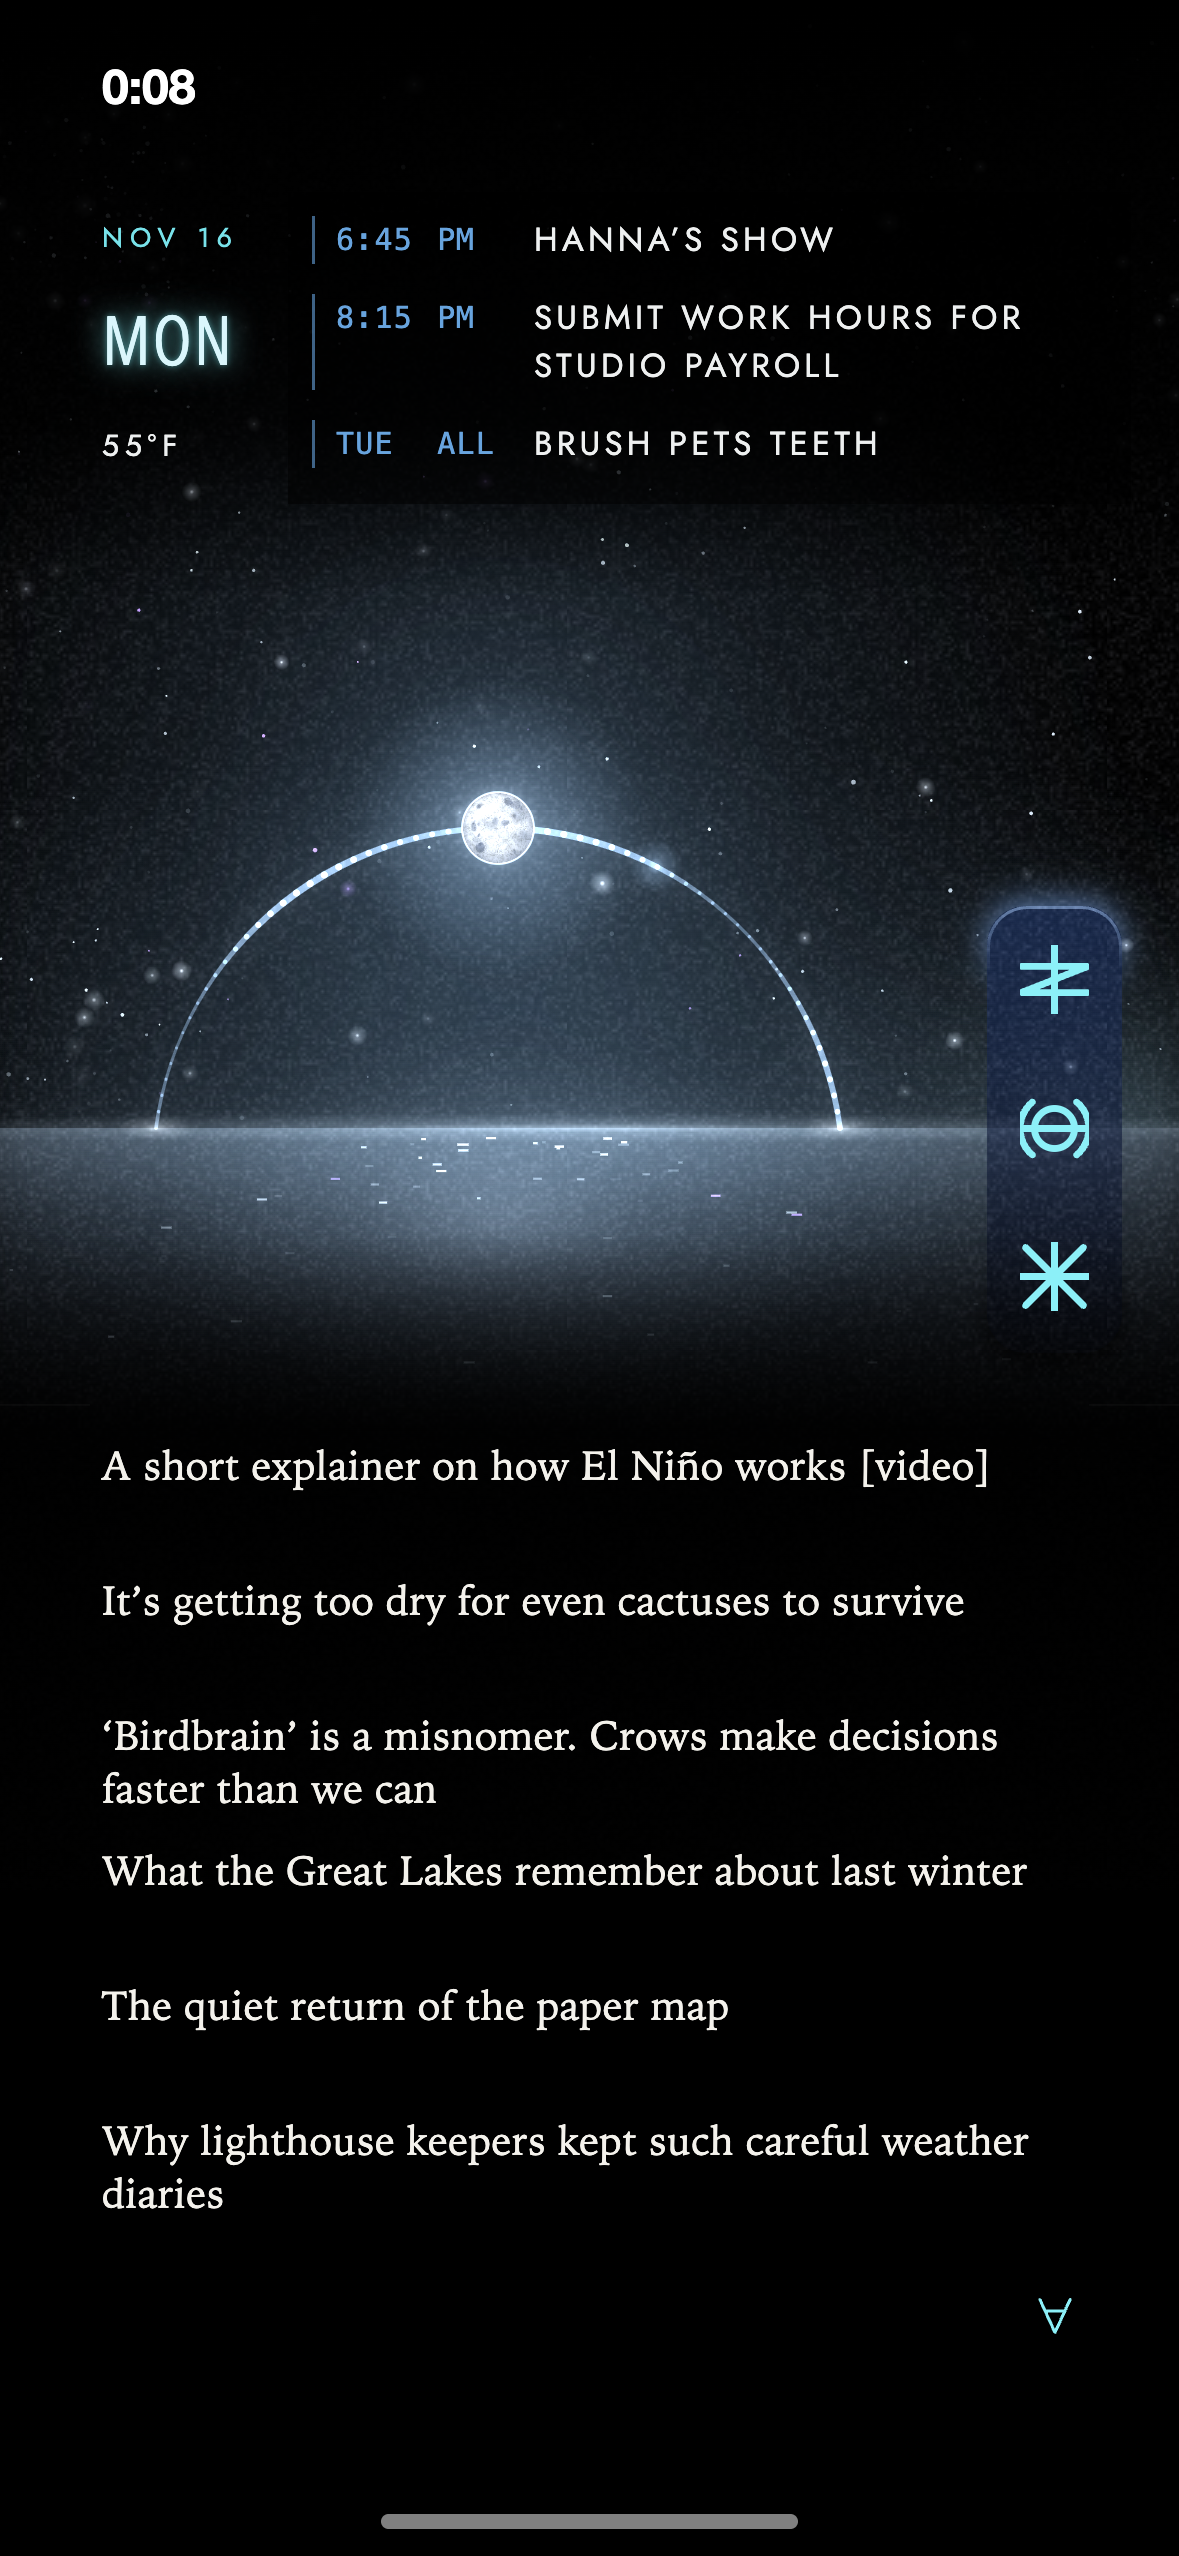 0:08
NOV 16
MON
55°F
6:45 PM HANNA’S SHOW
8:15 PM SUBMIT WORK HOURS FOR
STUDIO PAYROLL
TUE ALL BRUSH PETS TEETH
A short explainer on how El Niño works [video]
It’s getting too dry for even cactuses to survive
‘Birdbrain’ is a misnomer. Crows make decisions
faster than we can
What the Great Lakes remember about last winter
The quiet return of the paper map
Why lighthouse keepers kept such careful weather
diaries